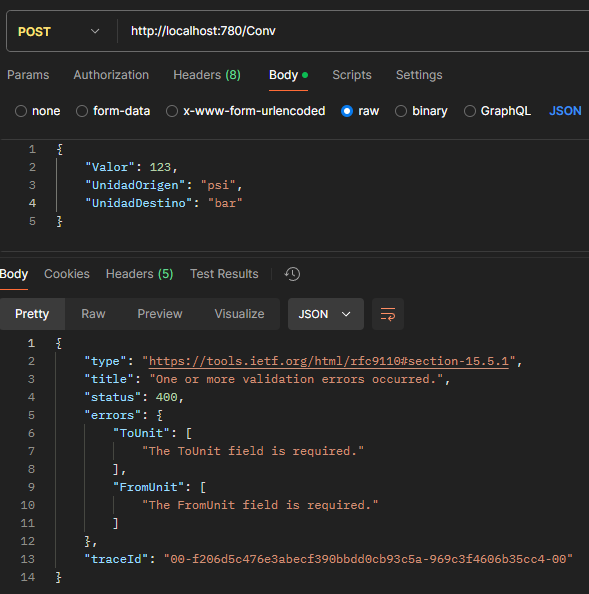 POST http://localhost:780/Conv
Params Authorization Headers (8) Body Scripts Settings
none form-data x-www-form-urlencoded raw binary GraphQL JSON
1 {
2 "Valor": 123,
3 "UnidadOrigen": "psi",
4 "UnidadDestino": "bar"
5 }
Body Cookies Headers (5) Test Results
Pretty Raw Preview Visualize JSON
1 {
2 "type": "https://tools.ietf.org/html/rfc9110#section-15.5.1",
3 "title": "One or more validation errors occurred.",
4 "status": 400,
5 "errors": {
6 "ToUnit": [
7 "The ToUnit field is required."
8 ],
9 "FromUnit": [
10 "The FromUnit field is required."
11 ]
12 },
13 "traceId": "00-f206d5c476e3abecf390bbdd0cb93c5a-969c3f4606b35cc4-00"
14 }